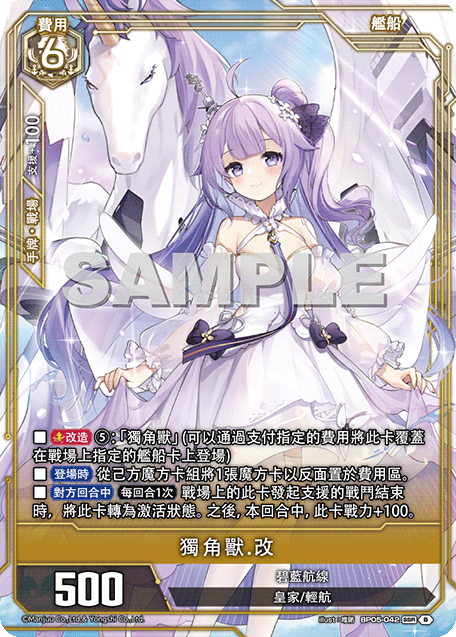 費用
6
艦船
支援+100
手牌・戰場
SAMPLE
■ 改造 ⑤:「獨角獸」(可以通過支付指定的費用將此卡覆蓋
在戰場上指定的艦船卡上登場)
■ 登場時 從己方魔方卡組將1張魔方卡以反面置於費用區。
■ 對方回合中 每回合1次 戰場上的此卡發起支援的戰鬥結束
時，將此卡轉為激活狀態。之後，本回合中，此卡戰力+100。
獨角獸.改
500
碧藍航線
皇家/輕航
©Manjuu Co.,Ltd & Yongshi Co.,Ltd.
BP05-042 SSR B